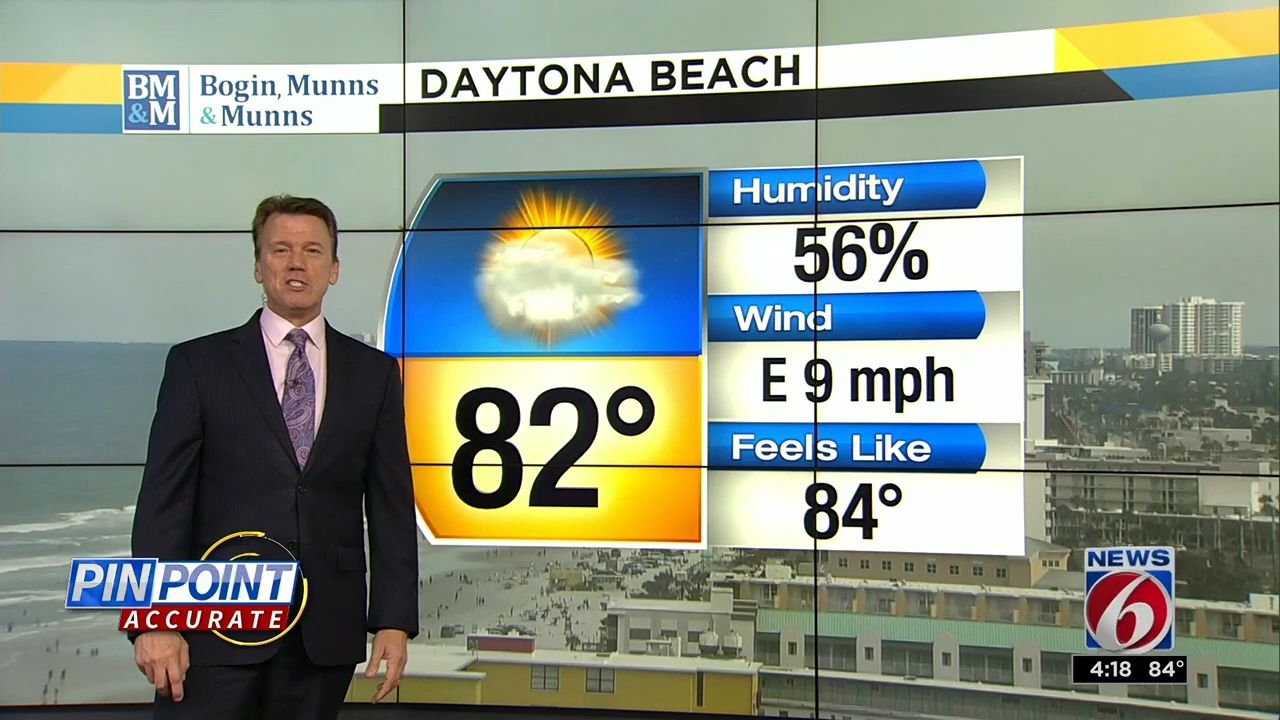 BM
&M
Bogin, Munns
& Munns
DAYTONA BEACH
Humidity
56%
Wind
E 9 mph
82°
Feels Like
84°
PINPOINT
ACCURATE
NEWS
6
4:18 84°